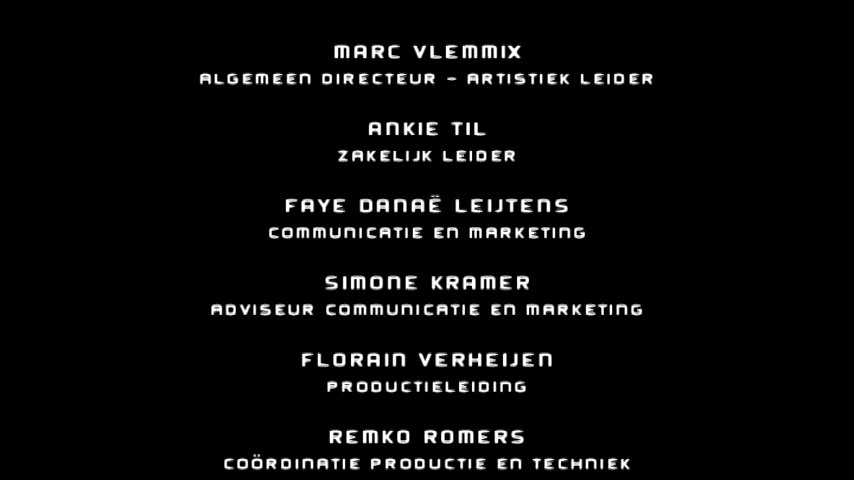 MARC VLEMMIX
ALGEMEEN DIRECTEUR - ARTISTIEK LEIDER
ANKIE TIL
ZAKELIJK LEIDER
FAYE DANAË LEIJTENS
COMMUNICATIE EN MARKETING
SIMONE KRAMER
ADVISEUR COMMUNICATIE EN MARKETING
FLORAIN VERHEIJEN
PRODUCTIELEIDING
REMKO ROMERS
COÖRDINATIE PRODUCTIE EN TECHNIEK